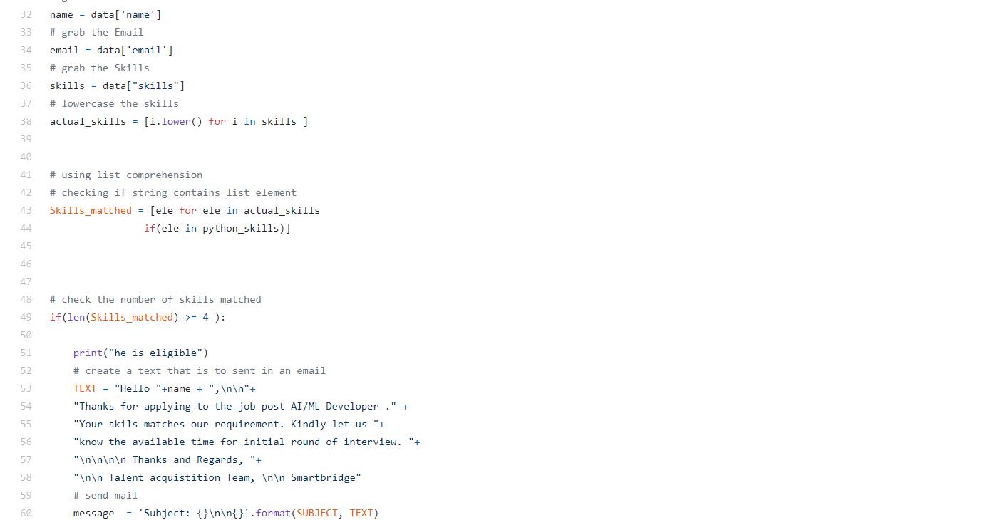 32 name = data['name']
33 # grab the Email
34 email = data['email']
35 # grab the Skills
36 skills = data["skills"]
37 # lowercase the skills
38 actual_skills = [i.lower() for i in skills ]
39
40
41 # using list comprehension
42 # checking if string contains list element
43 Skills_matched = [ele for ele in actual_skills
44                 if(ele in python_skills)]
45
46
47
48 # check the number of skills matched
49 if(len(Skills_matched) >= 4 ):
50
51     print("he is eligible")
52     # create a text that is to sent in an email
53     TEXT = "Hello "+name + ",\n\n"+
54     "Thanks for applying to the job post AI/ML Developer ." +
55     "Your skils matches our requirement. Kindly let us "+
56     "know the available time for initial round of interview. "+
57     "\n\n\n\n Thanks and Regards, "+
58     "\n\n Talent acquistition Team, \n\n Smartbridge"
59     # send mail
60     message  = 'Subject: {}\n\n{}'.format(SUBJECT, TEXT)